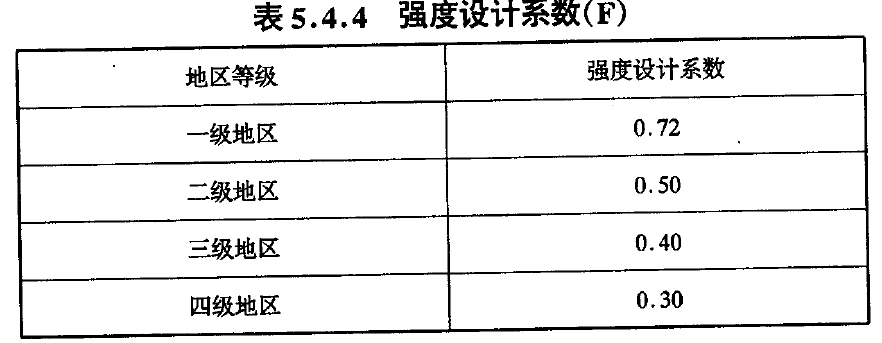 表5.4.4 强度设计系数(F)
地区等级 强度设计系数
一级地区 0.72
二级地区 0.50
三级地区 0.40
四级地区 0.30